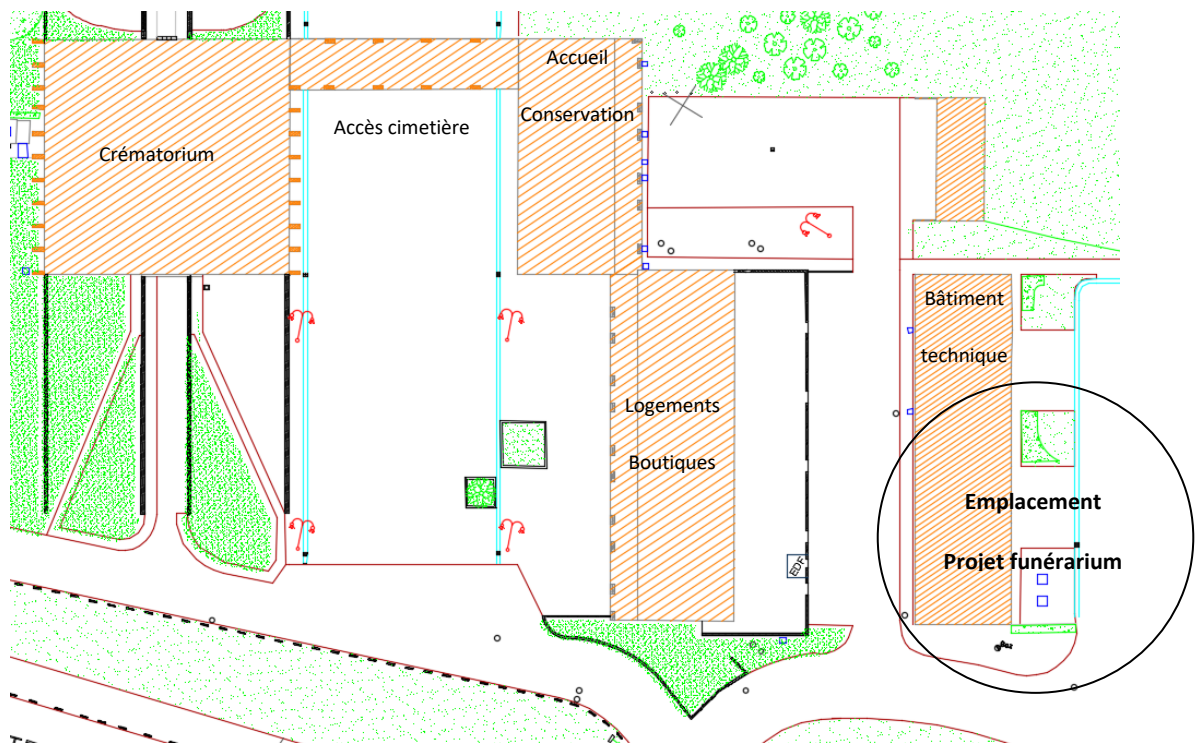 Accueil
Conservation
Accès cimetière
Crématorium
Bâtiment
technique
Logements
Boutiques
Emplacement
Projet funérarium
EDF